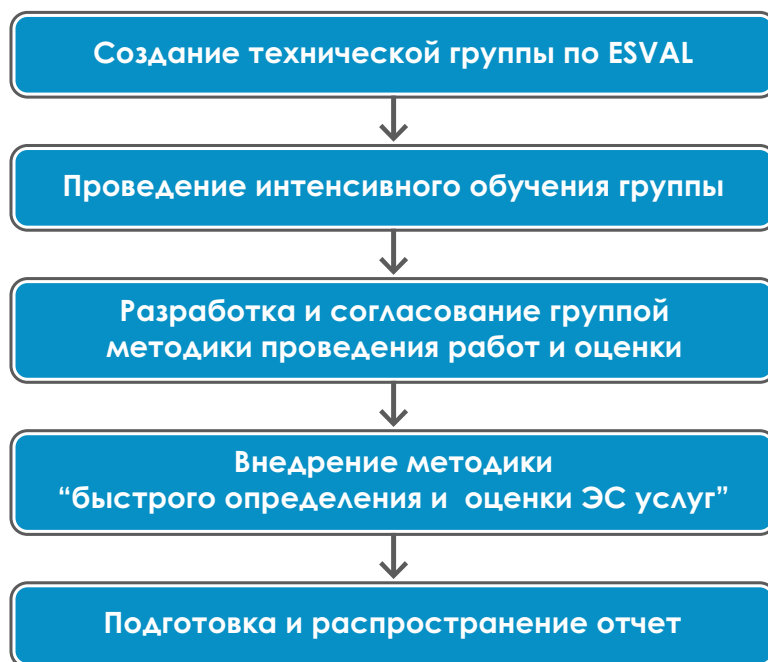 Создание технической группы по ESVAL
Проведение интенсивного обучения группы
Разработка и согласование группой
методики проведения работ и оценки
Внедрение методики
“быстрого определения и оценки ЭС услуг”
Подготовка и распространение отчет